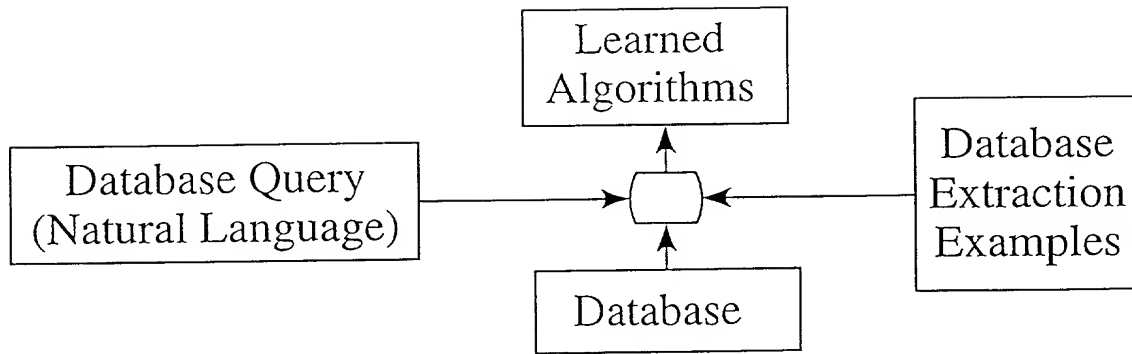 Learned
Algorithms
Database Query
(Natural Language)
Database
Extraction
Examples
Database